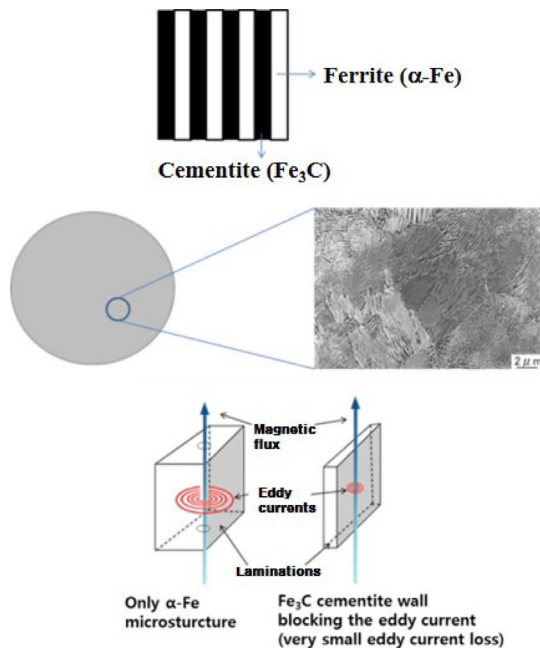 Ferrite (α-Fe)
Cementite (Fe₃C)
2 μm
Magnetic
flux
Eddy
currents
Laminations
Only α-Fe
microsturcture
Fe₃C cementite wall
blocking the eddy current
(very small eddy current loss)